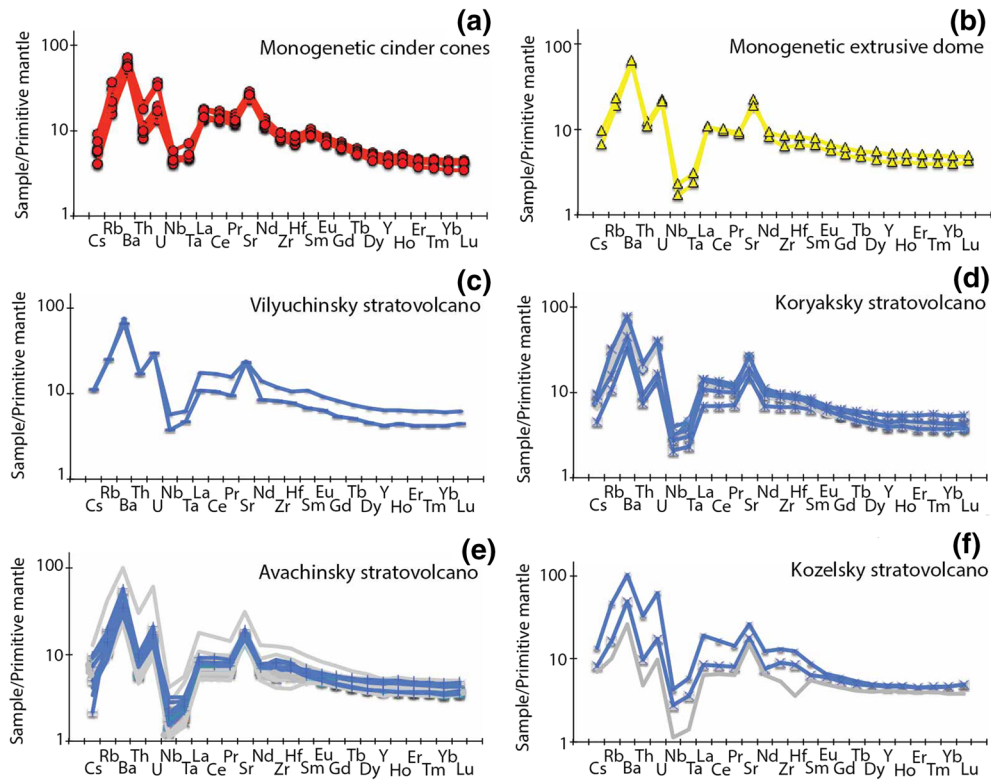 (a)
Monogenetic cinder cones
Sample/Primitive mantle
100
10
1
Rb Th Nb La Pr Nd Hf Eu Tb Y Er Yb
Cs Ba U Ta Ce Sr Zr Sm Gd Dy Ho Tm Lu
(b)
Monogenetic extrusive dome
Sample/Primitive mantle
100
10
1
Rb Th Nb La Pr Nd Hf Eu Tb Y Er Yb
Cs Ba U Ta Ce Sr Zr Sm Gd Dy Ho Tm Lu
(c)
Vilyuchinsky stratovolcano
Sample/Primitive mantle
100
10
1
Rb Th Nb La Pr Nd Hf Eu Tb Y Er Yb
Cs Ba U Ta Ce Sr Zr Sm Gd Dy Ho Tm Lu
(d)
Koryaksky stratovolcano
Sample/Primitive mantle
100
10
1
Rb Th Nb La Pr Nd Hf Eu Tb Y Er Yb
Cs Ba U Ta Ce Sr Zr Sm Gd Dy Ho Tm Lu
(e)
Avachinsky stratovolcano
Sample/Primitive mantle
100
10
1
Rb Th Nb La Pr Nd Hf Eu Tb Y Er Yb
Cs Ba U Ta Ce Sr Zr Sm Gd Dy Ho Tm Lu
(f)
Kozelsky stratovolcano
Sample/Primitive mantle
100
10
1
Rb Th Nb La Pr Nd Hf Eu Tb Y Er Yb
Cs Ba U Ta Ce Sr Zr Sm Gd Dy Ho Tm Lu